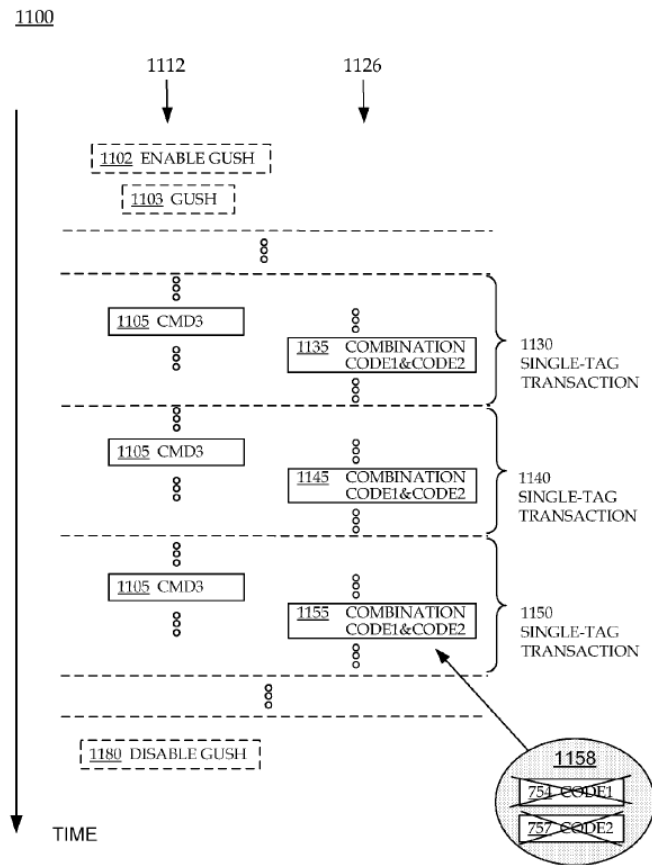 1100
1112 1126
1102 ENABLE GUSH
1103 GUSH
1105 CMD3
1135 COMBINATION
CODE1&CODE2
1130
SINGLE-TAG
TRANSACTION
1105 CMD3
1145 COMBINATION
CODE1&CODE2
1140
SINGLE-TAG
TRANSACTION
1105 CMD3
1155 COMBINATION
CODE1&CODE2
1150
SINGLE-TAG
TRANSACTION
1180 DISABLE GUSH
1158
754 CODE1
757 CODE2
TIME